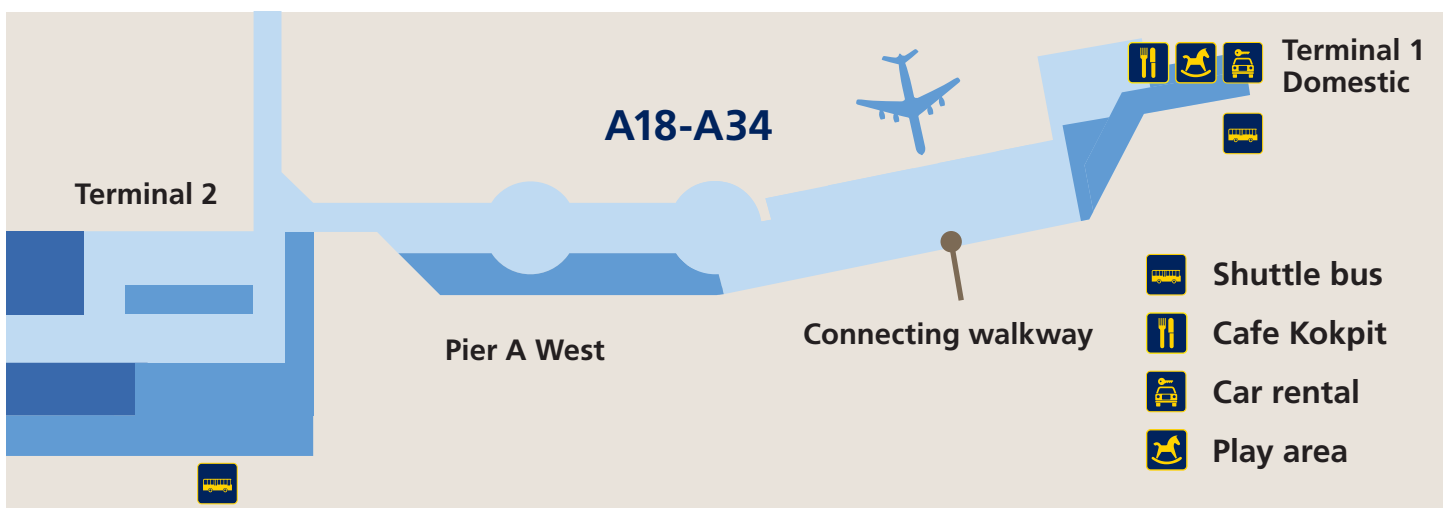 Terminal 1
Domestic
A18-A34
Terminal 2
Shuttle bus
Connecting walkway
Cafe Kokpit
Pier A West
Car rental
Play area